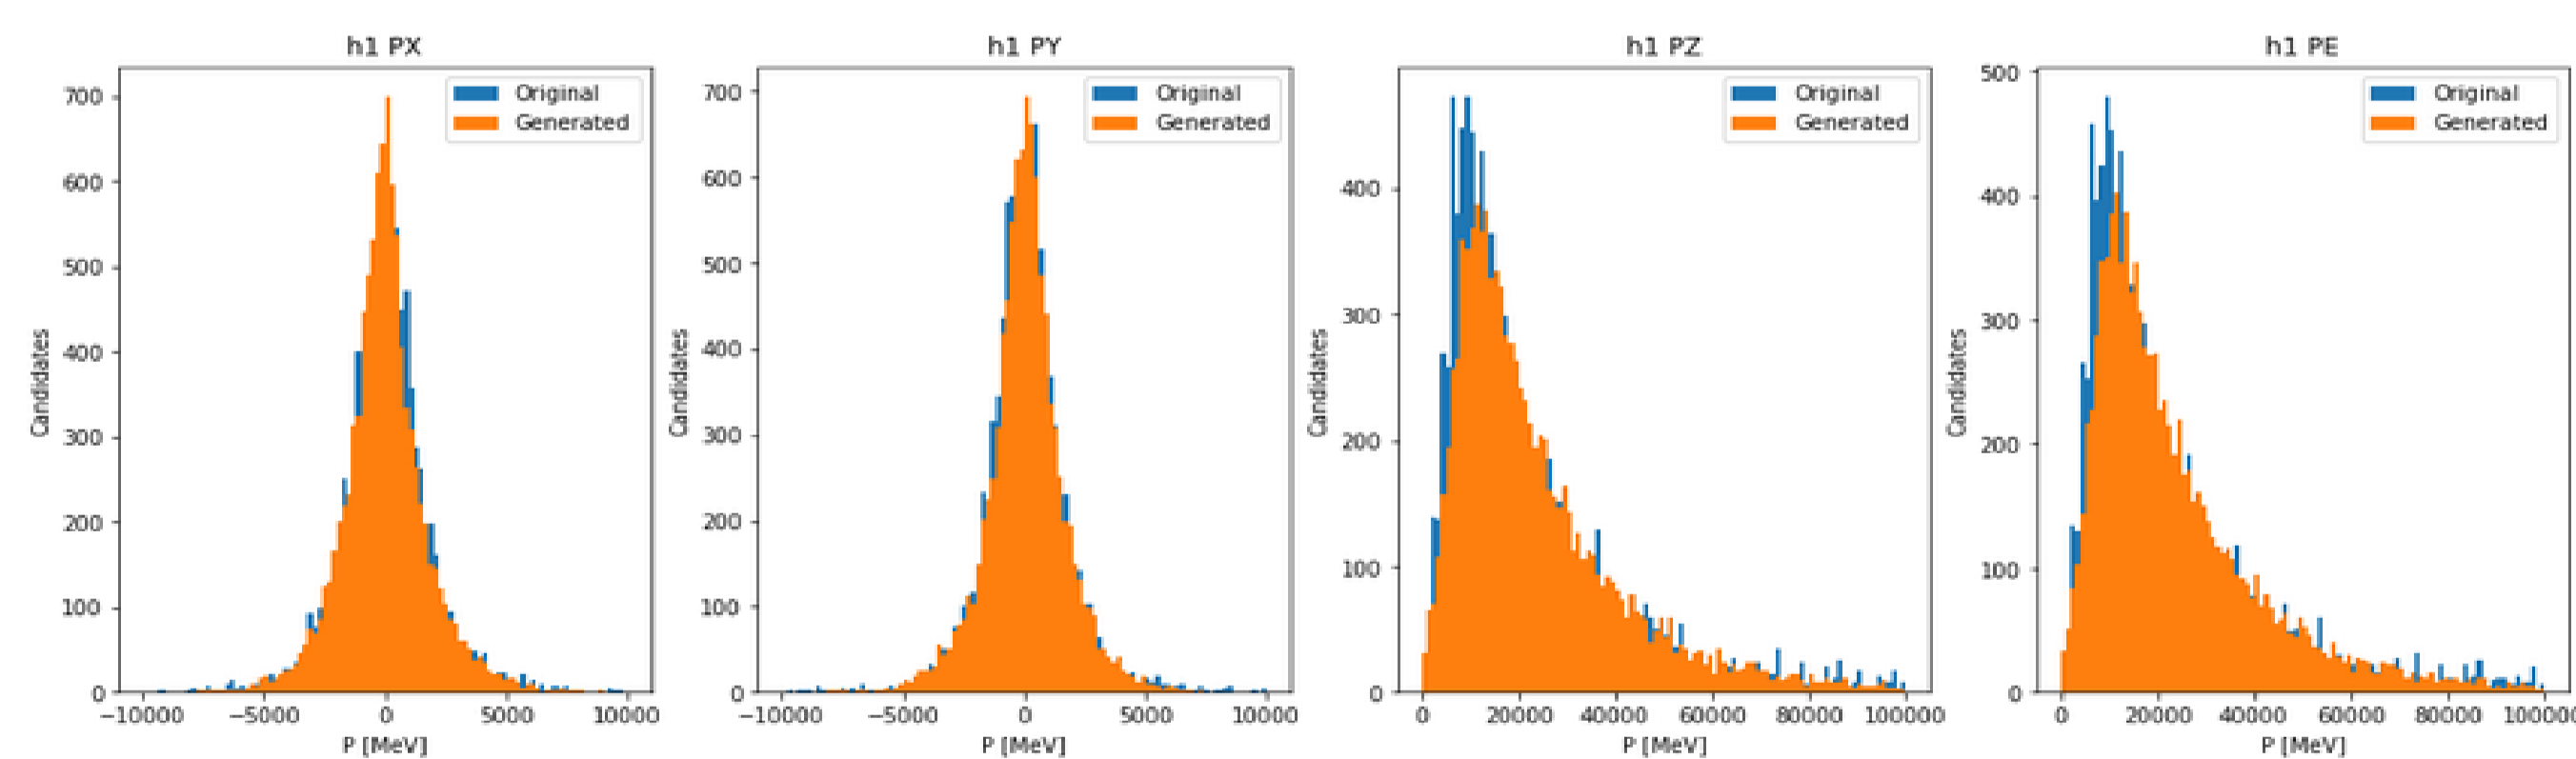 h1 PX
Original
Generated
700
600
500
400
300
200
100
0
Candidates
−10000 −5000 0 5000 10000
P [MeV]
h1 PY
Original
Generated
700
600
500
400
300
200
100
0
Candidates
−10000 −5000 0 5000 10000
P [MeV]
h1 PZ
Original
Generated
400
300
200
100
0
Candidates
0 20000 40000 60000 80000 100000
P [MeV]
h1 PE
Original
Generated
500
400
300
200
100
0
Candidates
0 20000 40000 60000 80000 100000
P [MeV]